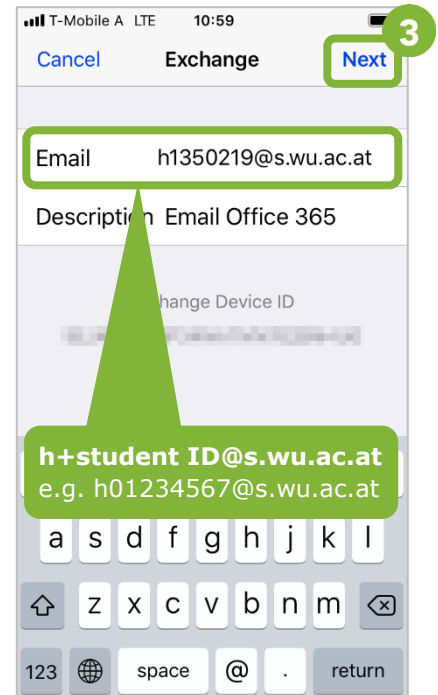 T-Mobile A LTE 10:59
3
Cancel Exchange Next
Email h1350219@s.wu.ac.at
Description Email Office 365
hange Device ID
h+student ID@s.wu.ac.at
e.g. h01234567@s.wu.ac.at
a s d f g h j k l
z x c v b n m
123 space @ . return